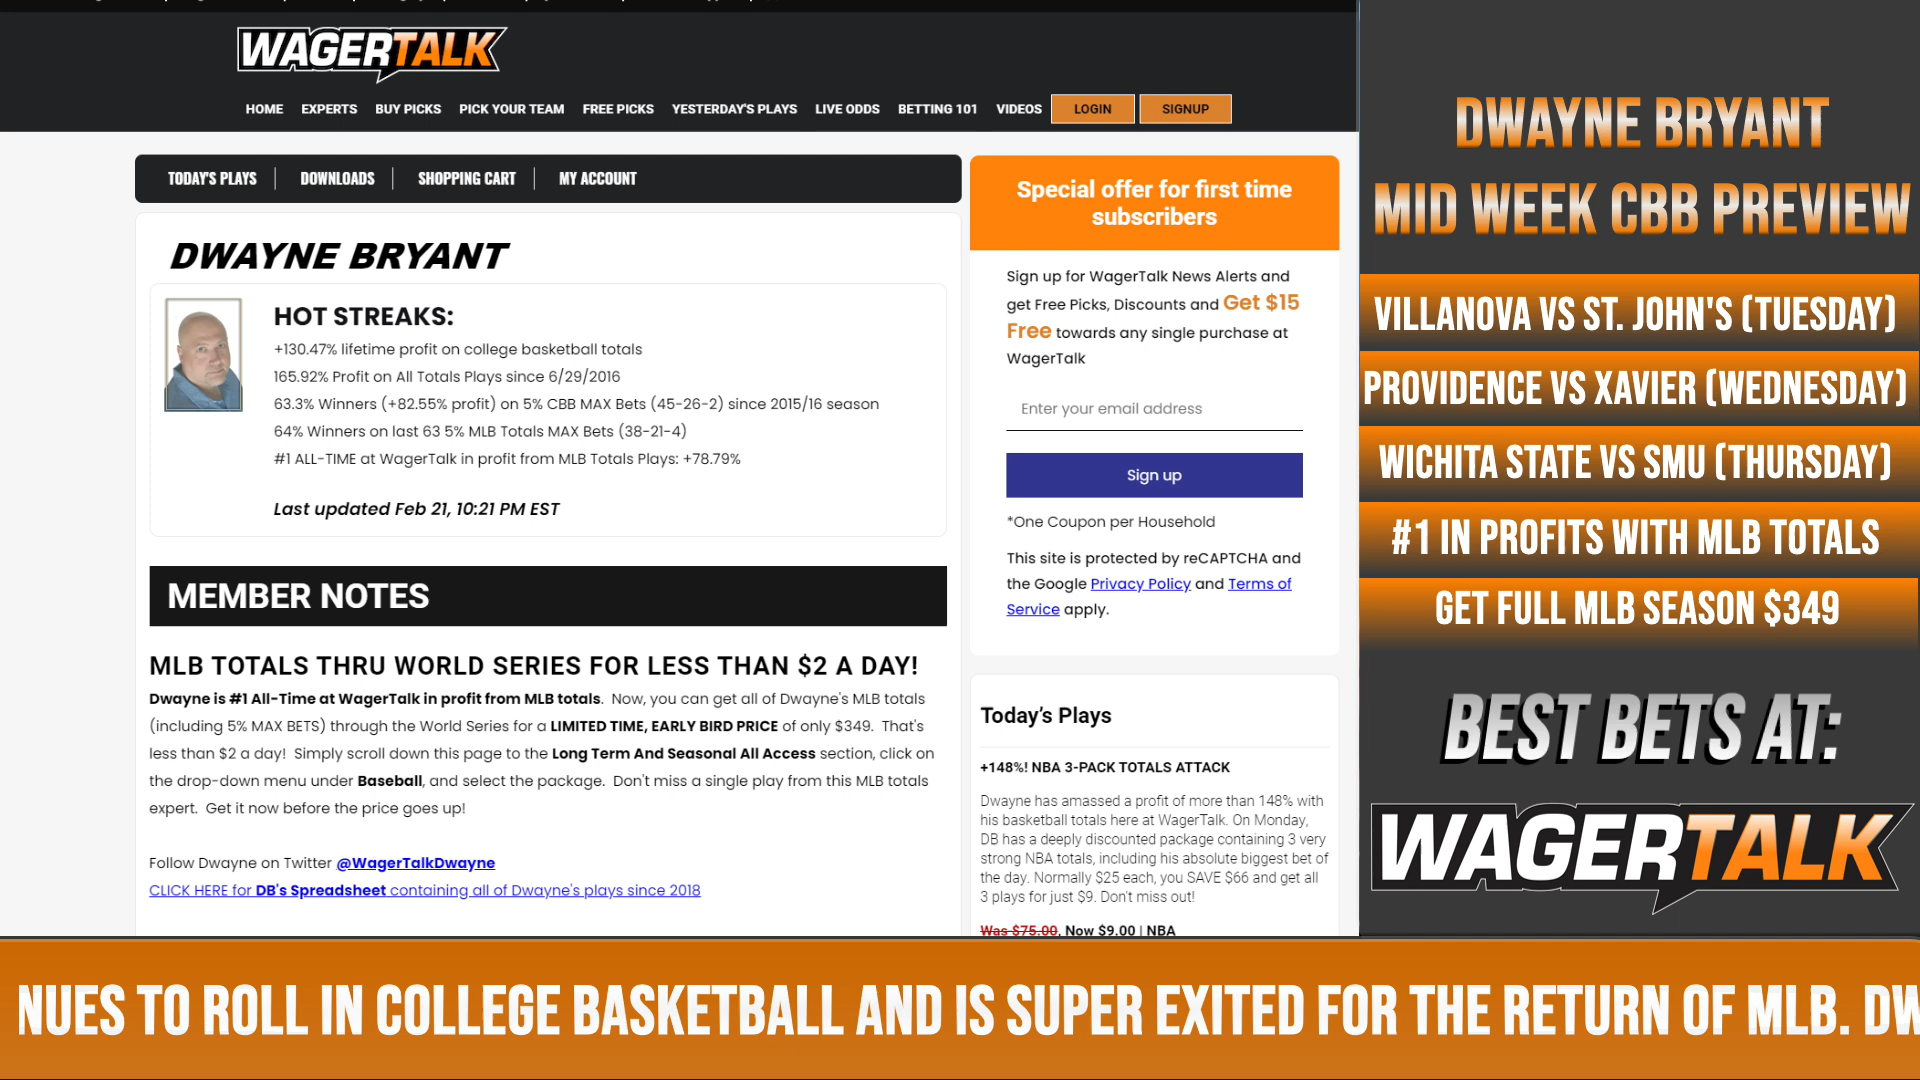 WAGERTALK
HOME EXPERTS BUY PICKS PICK YOUR TEAM FREE PICKS YESTERDAY'S PLAYS LIVE ODDS BETTING 101 VIDEOS LOGIN SIGNUP
TODAY'S PLAYS DOWNLOADS SHOPPING CART MY ACCOUNT
DWAYNE BRYANT
HOT STREAKS:
+130.47% lifetime profit on college basketball totals
165.92% Profit on All Totals Plays since 6/29/2016
63.3% Winners (+82.55% profit) on 5% CBB MAX Bets (45-26-2) since 2015/16 season
64% Winners on last 63 5% MLB Totals MAX Bets (38-21-4)
#1 ALL-TIME at WagerTalk in profit from MLB Totals Plays: +78.79%
Last updated Feb 21, 10:21 PM EST
MEMBER NOTES
MLB TOTALS THRU WORLD SERIES FOR LESS THAN $2 A DAY!
Dwayne is #1 All-Time at WagerTalk in profit from MLB totals. Now, you can get all of Dwayne's MLB totals
(including 5% MAX BETS) through the World Series for a LIMITED TIME, EARLY BIRD PRICE of only $349. That's
less than $2 a day! Simply scroll down this page to the Long Term And Seasonal All Access section, click on
the drop-down menu under Baseball, and select the package. Don't miss a single play from this MLB totals
expert. Get it now before the price goes up!
Follow Dwayne on Twitter @WagerTalkDwayne
CLICK HERE for DB's Spreadsheet containing all of Dwayne's plays since 2018
Special offer for first time
subscribers
Sign up for WagerTalk News Alerts and
get Free Picks, Discounts and Get $15
Free towards any single purchase at
WagerTalk
Enter your email address
Sign up
*One Coupon per Household
This site is protected by reCAPTCHA and
the Google Privacy Policy and Terms of
Service apply.
Today's Plays
+148%! NBA 3-PACK TOTALS ATTACK
Dwayne has amassed a profit of more than 148% with
his basketball totals here at WagerTalk. On Monday,
DB has a deeply discounted package containing 3 very
strong NBA totals, including his absolute biggest bet of
the day. Normally $25 each, you SAVE $66 and get all
3 plays for just $9. Don't miss out!
Was $75.00, Now $9.00 | NBA
DWAYNE BRYANT
MID WEEK CBB PREVIEW
VILLANOVA VS ST. JOHN'S (TUESDAY)
PROVIDENCE VS XAVIER (WEDNESDAY)
WICHITA STATE VS SMU (THURSDAY)
#1 IN PROFITS WITH MLB TOTALS
GET FULL MLB SEASON $349
BEST BETS AT:
WAGERTALK
NUES TO ROLL IN COLLEGE BASKETBALL AND IS SUPER EXITED FOR THE RETURN OF MLB. DW